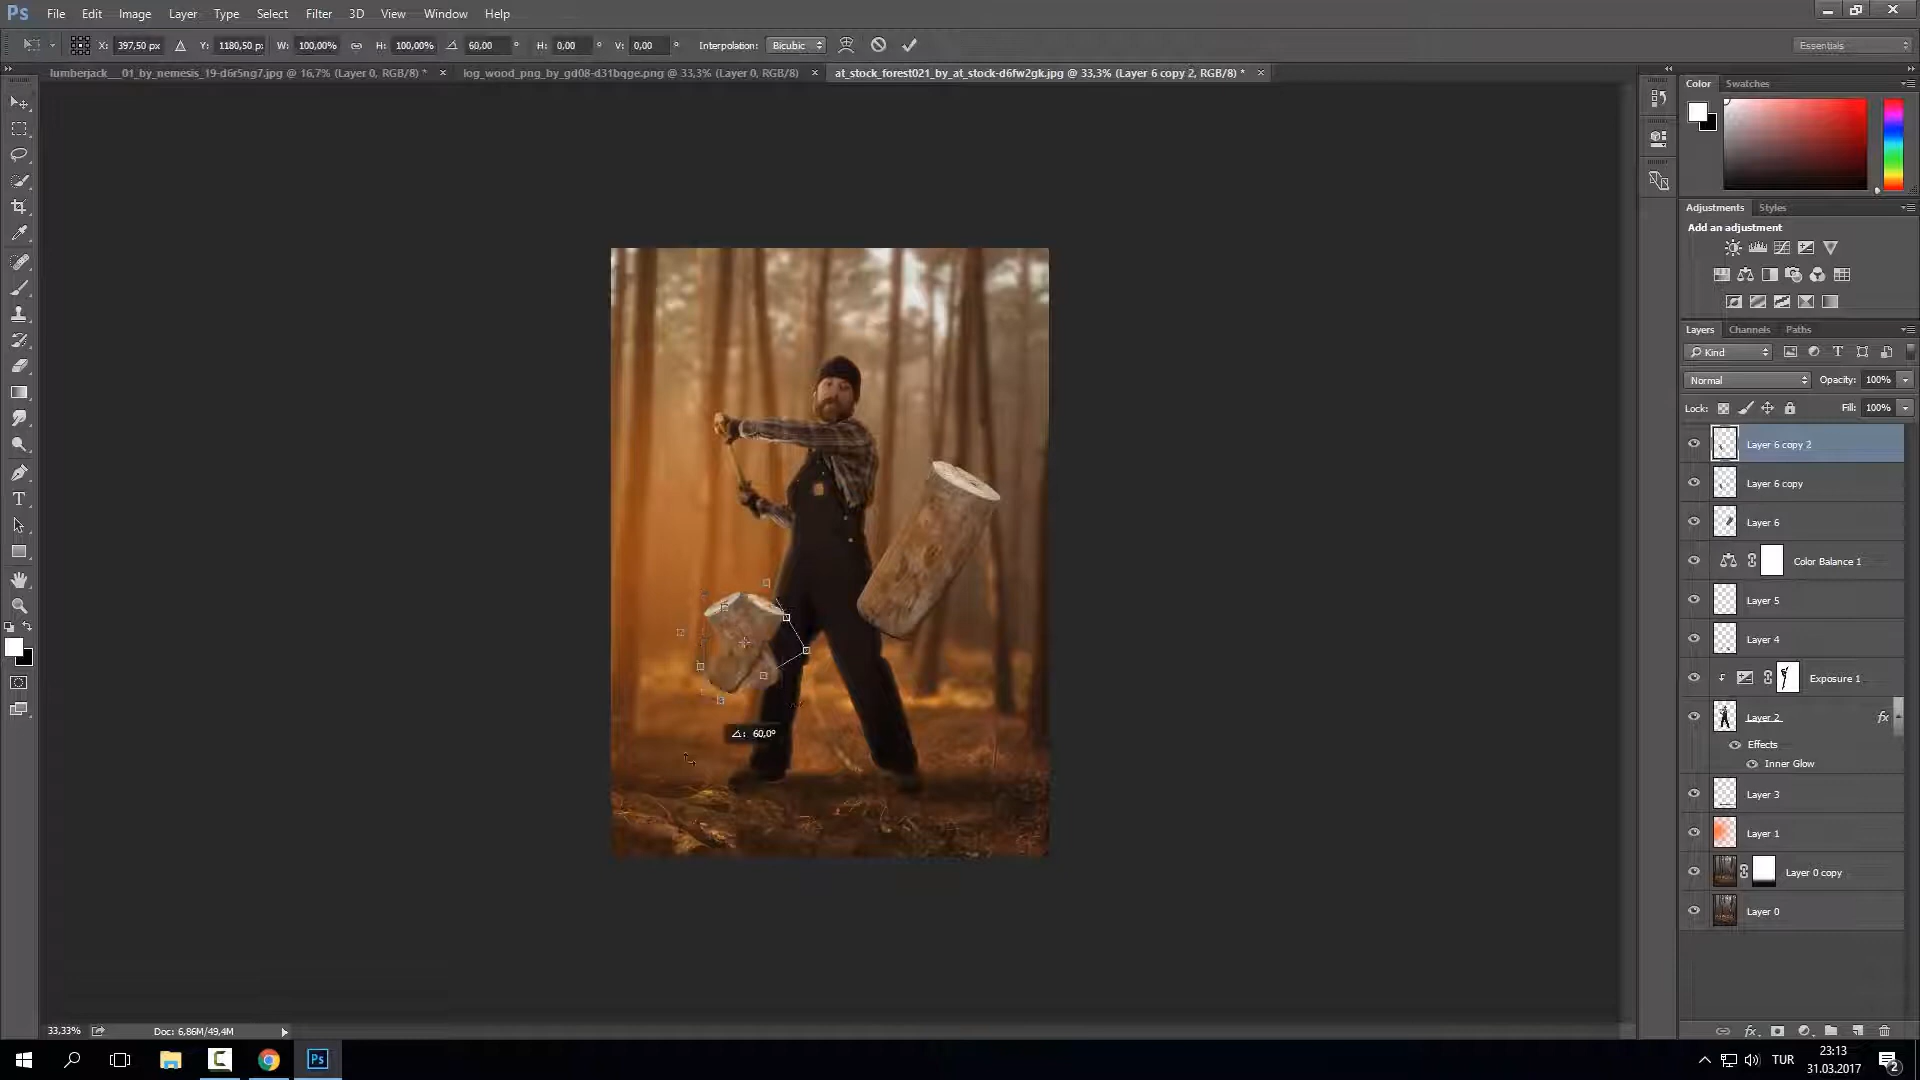 Ps File Edit Image Layer Type Select Filter 3D View Window Help
X: 397,50 px Y: 1180,50 p: W: 100,00% H: 100,00% 60,00 ° H: 0,00 ° V: 0,00 ° Interpolation: Bicubic Essentials
lumberjack___01_by_nemesis_19-d6r5ng7.jpg @ 16,7% (Layer 0, RGB/8) * × log_wood_png_by_gd08-d31bqge.png @ 33,3% (Layer 0, RGB/8) × at_stock_forest021_by_at_stock-d6fw2gk.jpg @ 33,3% (Layer 6 copy 2, RGB/8) * ×
Color Swatches
Adjustments Styles
Add an adjustment
Layers Channels Paths
Kind
Normal Opacity: 100%
Lock: Fill: 100%
Layer 6 copy 2
Layer 6 copy
Layer 6
Color Balance 1
Layer 5
Layer 4
Exposure 1
Layer 2 fx
Effects
Inner Glow
Layer 3
Layer 1
Layer 0 copy
Layer 0
60,0°
33,33% Doc: 6,86M/49,4M
TUR 23:13
31.03.2017
2